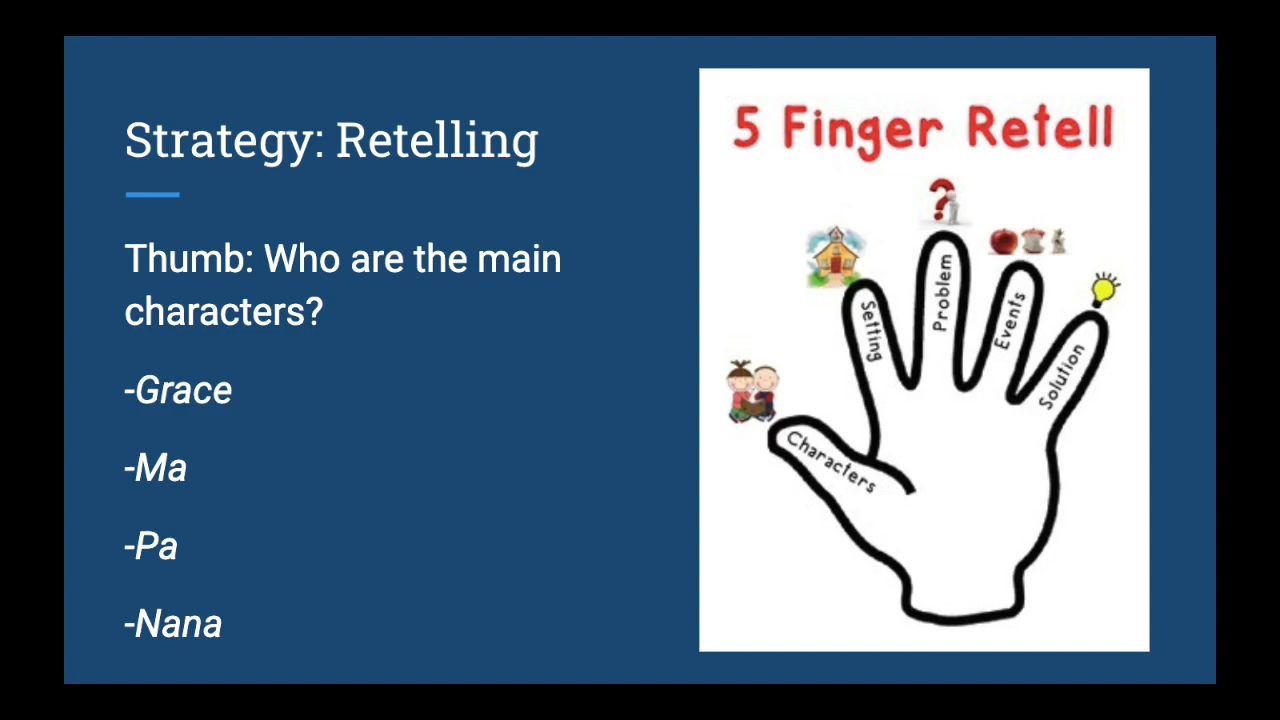 Strategy: Retelling
Thumb: Who are the main
characters?
-Grace
-Ma
-Pa
-Nana
5 Finger Retell
Characters
Setting
Problem
Events
Solution